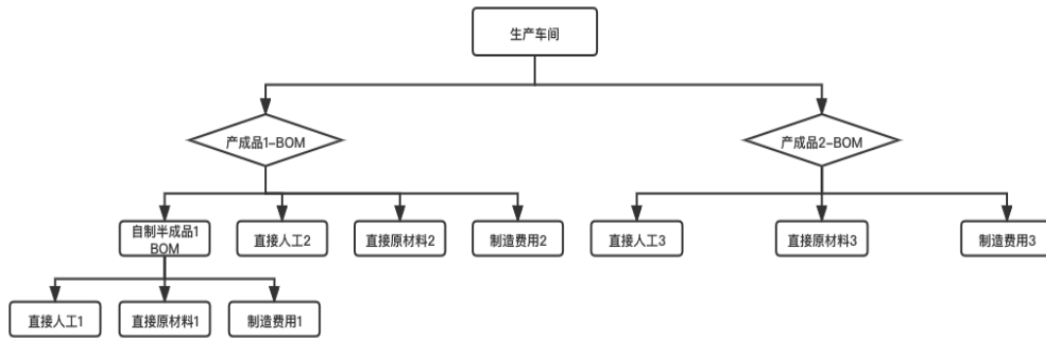 生产车间
产成品1-BOM
产成品2-BOM
自制半成品1
BOM
直接人工2
直接原材料2
制造费用2
直接人工3
直接原材料3
制造费用3
直接人工1
直接原材料1
制造费用1